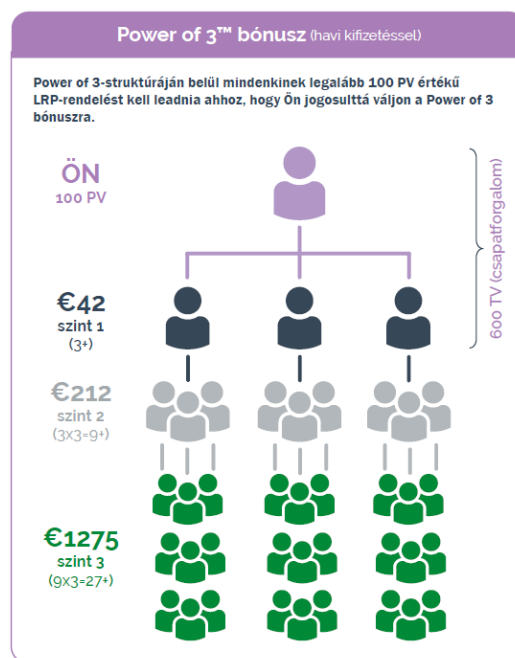 Power of 3™ bónusz (havi kifizetéssel)
Power of 3-struktúráján belül mindenkinek legalább 100 PV értékű
LRP-rendelést kell leadnia ahhoz, hogy Ön jogosulttá váljon a Power of 3
bónuszra.
ÖN
100 PV
600 TV (csapatforgalom)
€42
szint 1
(3+)
€212
szint 2
(3x3=9+)
€1275
szint 3
(9x3=27+)